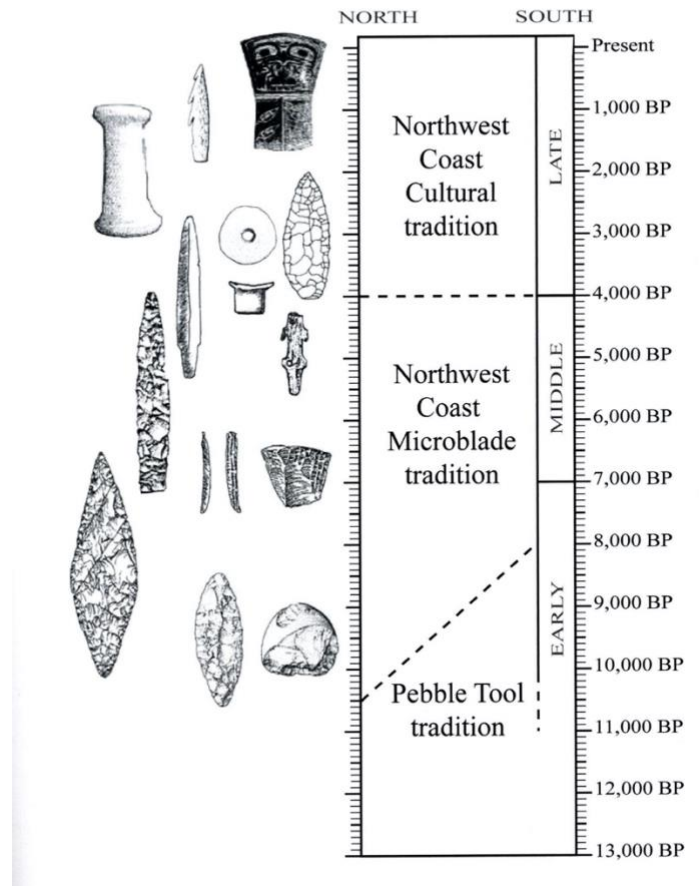 NORTH SOUTH
Present
1,000 BP
Northwest
Coast
Cultural
tradition
LATE
2,000 BP
3,000 BP
4,000 BP
5,000 BP
Northwest
Coast
Microblade
tradition
MIDDLE
6,000 BP
7,000 BP
8,000 BP
9,000 BP
EARLY
10,000 BP
Pebble Tool
tradition
11,000 BP
12,000 BP
13,000 BP